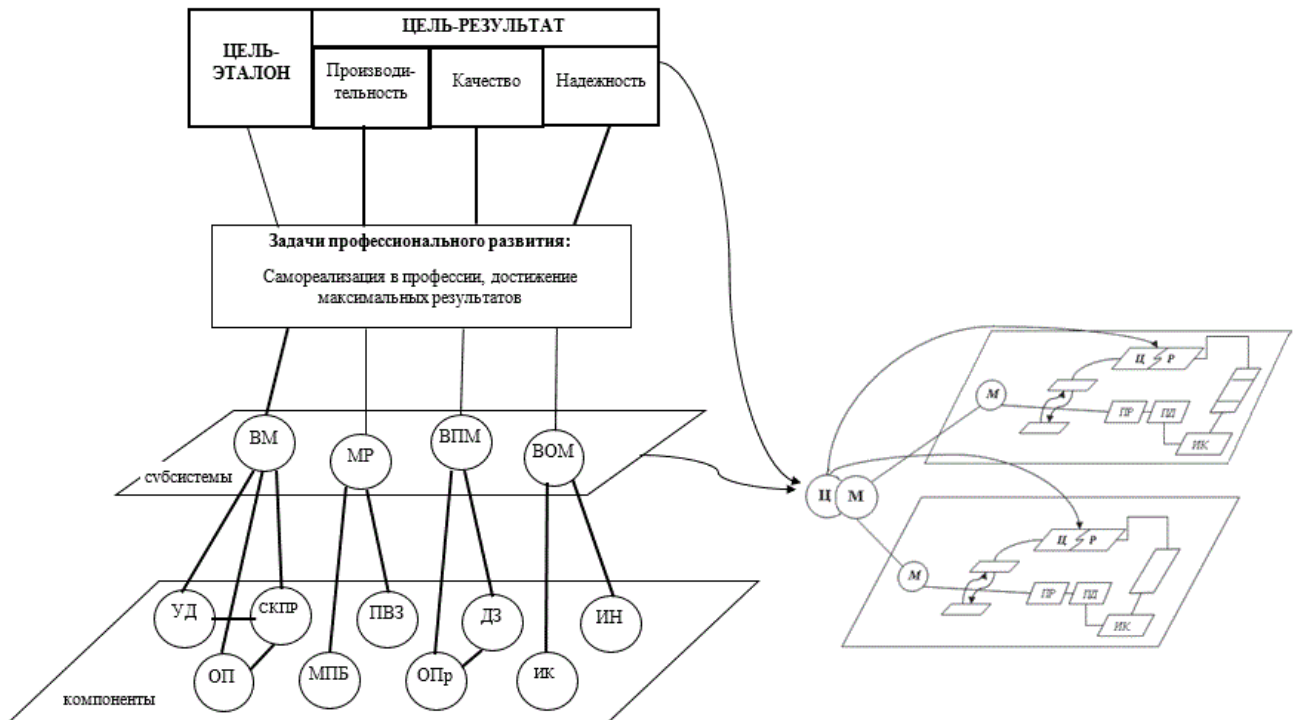 ЦЕЛЬ-
ЭТАЛОН
ЦЕЛЬ-РЕЗУЛЬТАТ
Производи-
тельность
Качество
Надежность
Задачи профессионального развития:
Самореализация в профессии, достижение
максимальных результатов
ВМ
МР
ВПМ
ВОМ
субсистемы
УД
СКПР
ПВЗ
ДЗ
ИН
ОП
МПБ
ОПр
ИК
компоненты
Ц
М
М
Ц
Р
ПР
ПД
ИК
М
Ц
Р
ПР
ПД
ИК